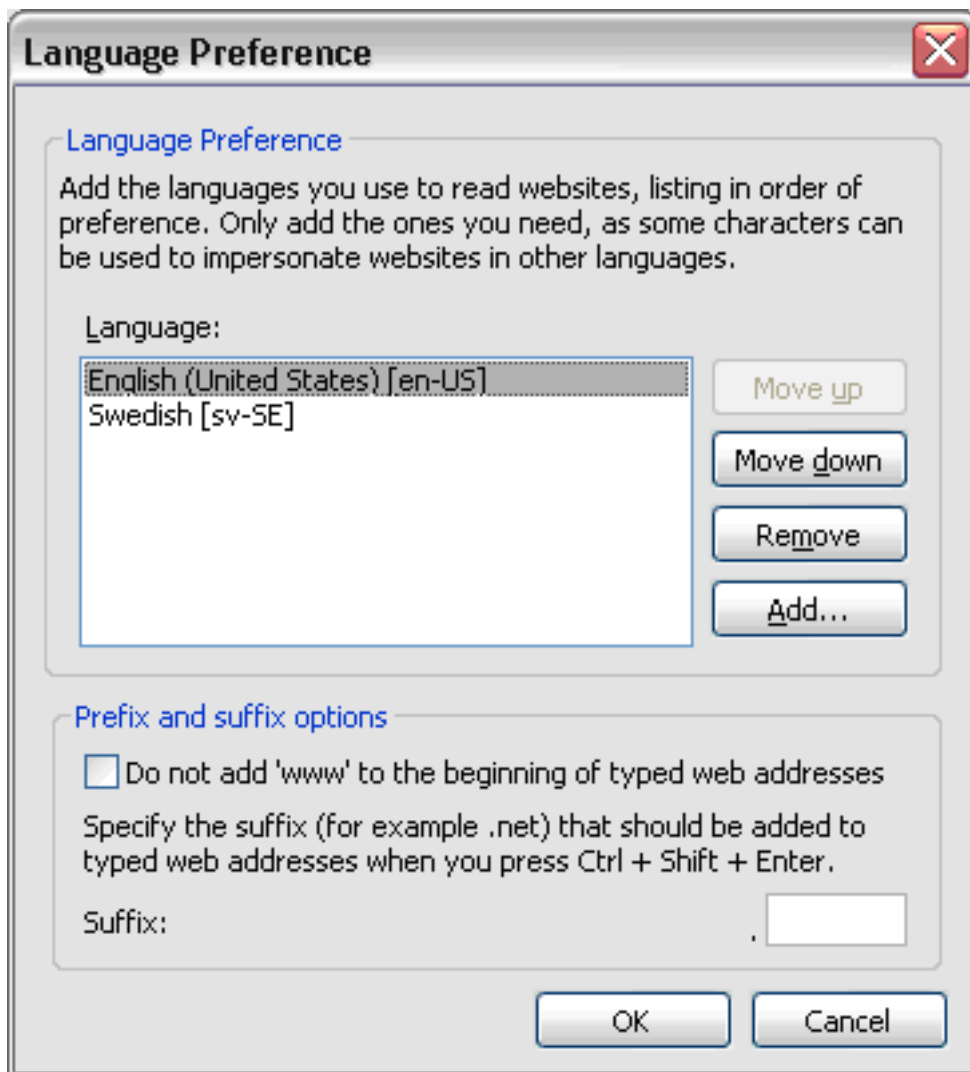 Language Preference
Language Preference
Add the languages you use to read websites, listing in order of
preference. Only add the ones you need, as some characters can
be used to impersonate websites in other languages.
Language:
English (United States) [en-US]
Swedish [sv-SE]
Move up
Move down
Remove
Add...
Prefix and suffix options
Do not add 'www' to the beginning of typed web addresses
Specify the suffix (for example .net) that should be added to
typed web addresses when you press Ctrl + Shift + Enter.
Suffix: .
OK
Cancel